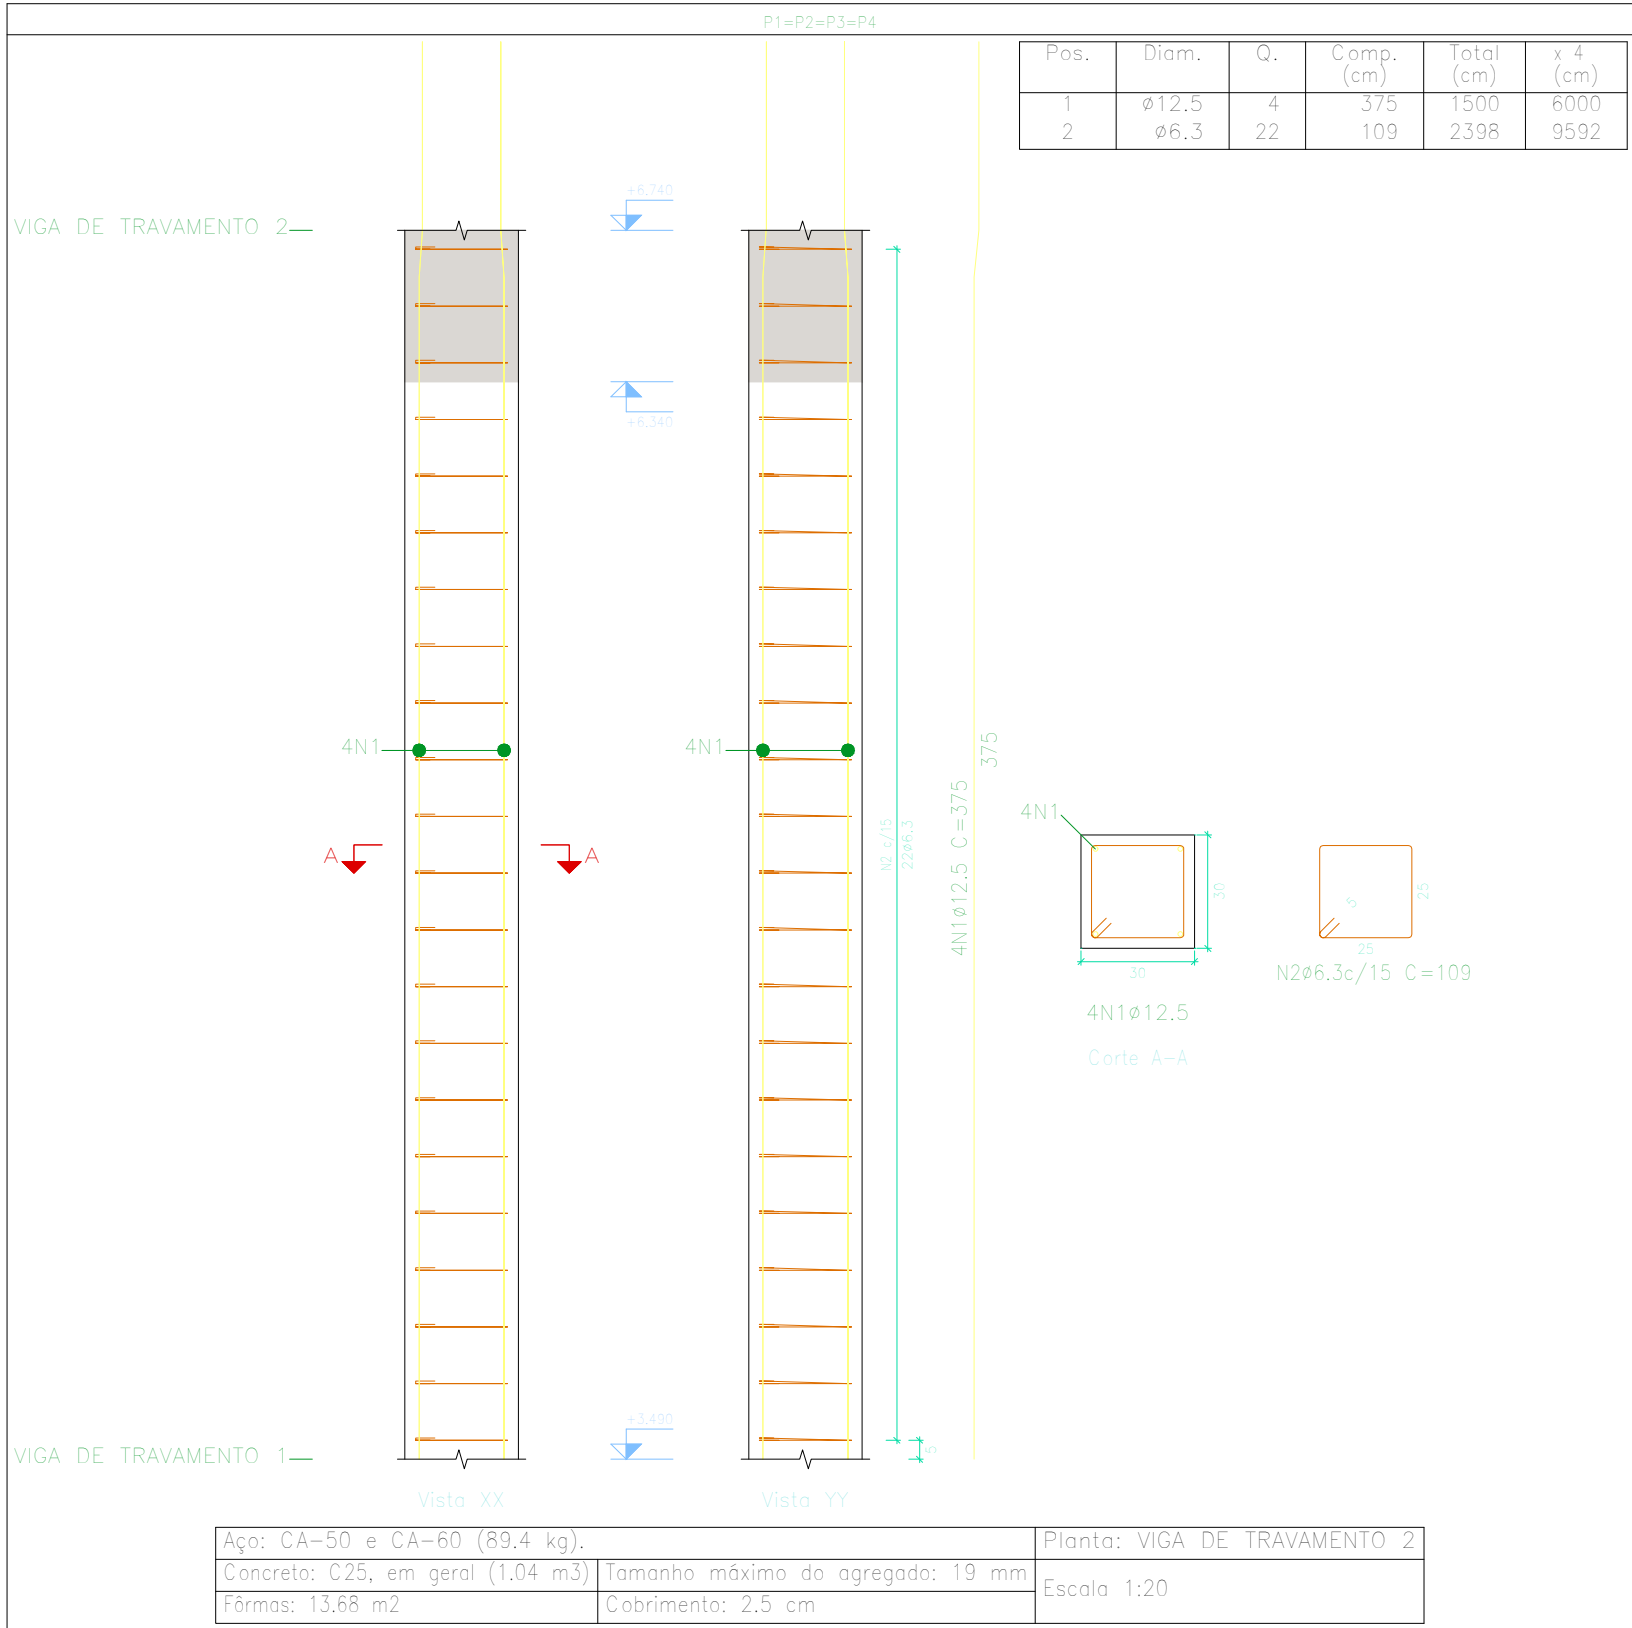 P1=P2=P3=P4
Pos. Diam. Q. Comp. (cm) Total (cm) x 4 (cm)
1 ø12.5 4 375 1500 6000
2 ø6.3 22 109 2398 9592
+6.740
VIGA DE TRAVAMENTO 2
+6.340
4N1
4N1
375
4N1ø12.5 C=375
N2 c/15
22ø6.3
A A
4N1
30
30
4N1ø12.5
Corte A-A
5
25
25
N2ø6.3c/15 C=109
+3.490
5
VIGA DE TRAVAMENTO 1
Vista XX
Vista YY
Aço: CA-50 e CA-60 (89.4 kg).
Planta: VIGA DE TRAVAMENTO 2
Concreto: C25, em geral (1.04 m3)
Tamanho máximo do agregado: 19 mm
Escala 1:20
Fôrmas: 13.68 m2
Cobrimento: 2.5 cm